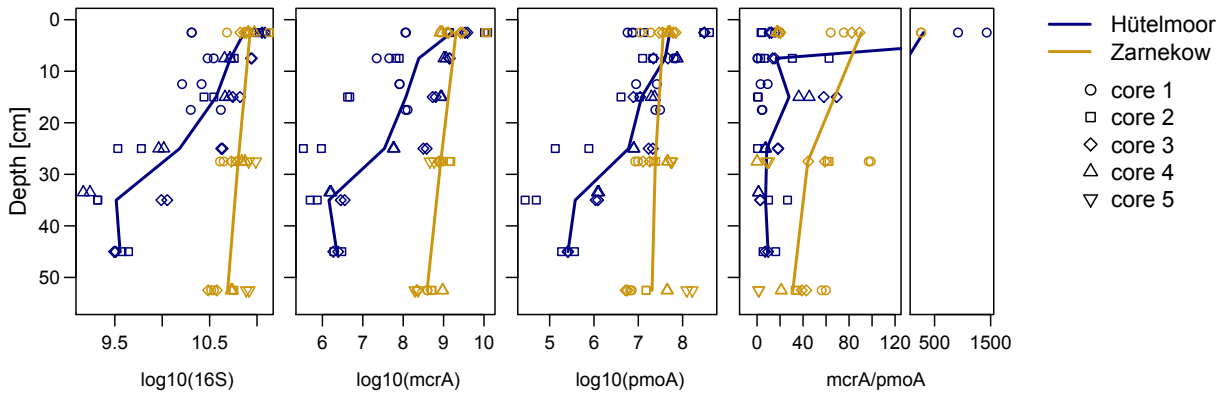 Depth [cm]
0
10
20
30
40
50
9.5
10.5
log10(16S)
6
7
8
9
10
log10(mcrA)
5
6
7
8
log10(pmoA)
0
40
80
120
500
1500
mcrA/pmoA
Hütelmoor
Zarnekow
core 1
core 2
core 3
core 4
core 5